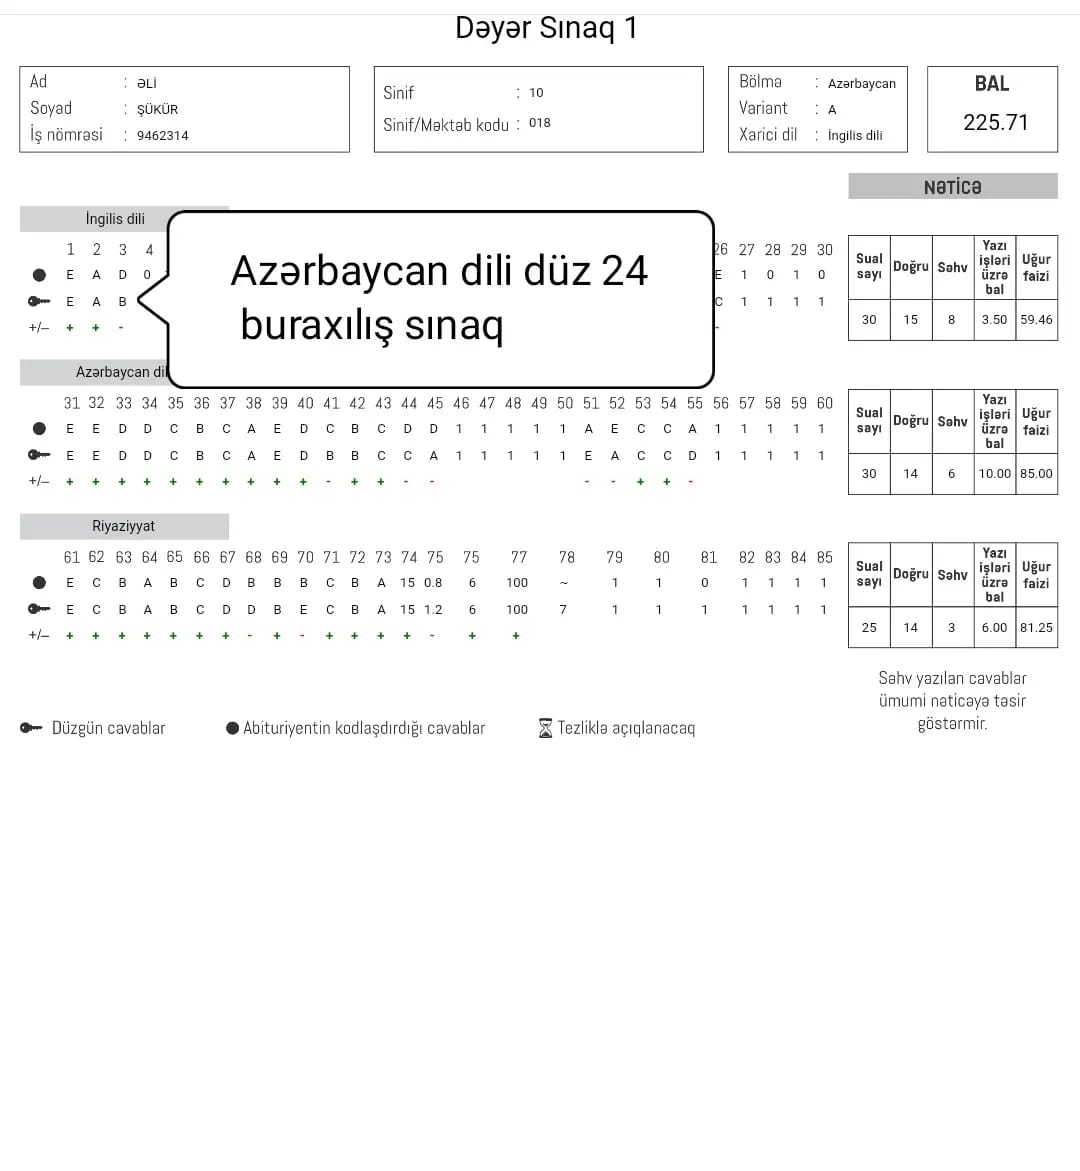 Dəyər Sınaq 1
Ad : ƏLİ
Soyad : ŞÜKÜR
İş nömrəsi : 9462314
Sinif : 10
Sinif/Məktəb kodu : 018
Bölmə : Azərbaycan
Variant : A
Xarici dil : İngilis dili
BAL
225.71
NƏTİCƏ
İngilis dili
1 2 3 4 26 27 28 29 30
E A D 0 E 1 0 1 0
E A B C 1 1 1 1
+/– + + - -
Sual sayı Doğru Səhv Yazı işləri üzrə bal Uğur faizi
30 15 8 3.50 59.46
Azərbaycan dili düz 24
buraxılış sınaq
Azərbaycan dil
31 32 33 34 35 36 37 38 39 40 41 42 43 44 45 46 47 48 49 50 51 52 53 54 55 56 57 58 59 60
E E D D C B C A E D C B C D D 1 1 1 1 1 A E C C A 1 1 1 1 1
E E D D C B C A E D B B C C A 1 1 1 1 1 E A C C D 1 1 1 1 1
+/– + + + + + + + + + + - + + - - - - + + -
Sual sayı Doğru Səhv Yazı işləri üzrə bal Uğur faizi
30 14 6 10.00 85.00
Riyaziyyat
61 62 63 64 65 66 67 68 69 70 71 72 73 74 75 75 77 78 79 80 81 82 83 84 85
E C B A B C D B B B C B A 15 0.8 6 100 ~ 1 1 0 1 1 1 1
E C B A B C D D B E C B A 15 1.2 6 100 7 1 1 1 1 1 1 1
+/– + + + + + + + - + - + + + + - + +
Sual sayı Doğru Səhv Yazı işləri üzrə bal Uğur faizi
25 14 3 6.00 81.25
Səhv yazılan cavablar
ümumi nəticəyə təsir
göstərmir.
Düzgün cavablar
Abituriyentin kodlaşdırdığı cavablar
Tezliklə açıqlanacaq